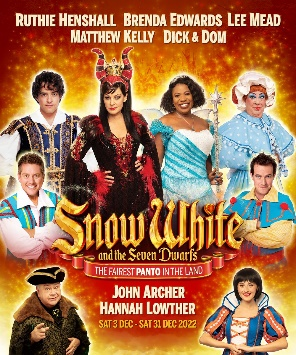 RUTHIE HENSHALL BRENDA EDWARDS LEE MEAD
MATTHEW KELLY DICK & DOM
SNOW WHITE
AND THE SEVEN DWARFS
THE FAIREST PANTO IN THE LAND
JOHN ARCHER
HANNAH LOWTHER
SAT 3 DEC - SAT 31 DEC 2022